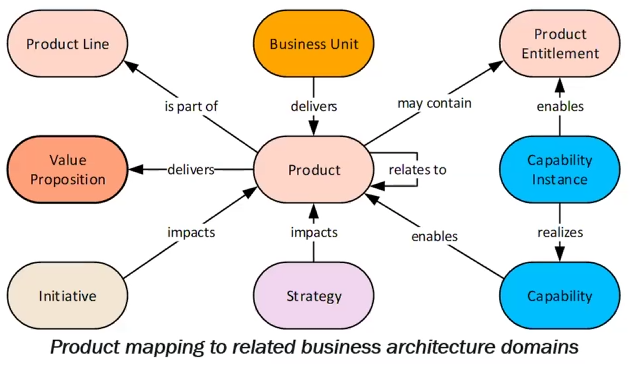 Product Line
Business Unit
Product
Entitlement
is part of
delivers
may contain
enables
Value
Proposition
delivers
Product
relates to
Capability
Instance
impacts
impacts
enables
realizes
Initiative
Strategy
Capability
Product mapping to related business architecture domains